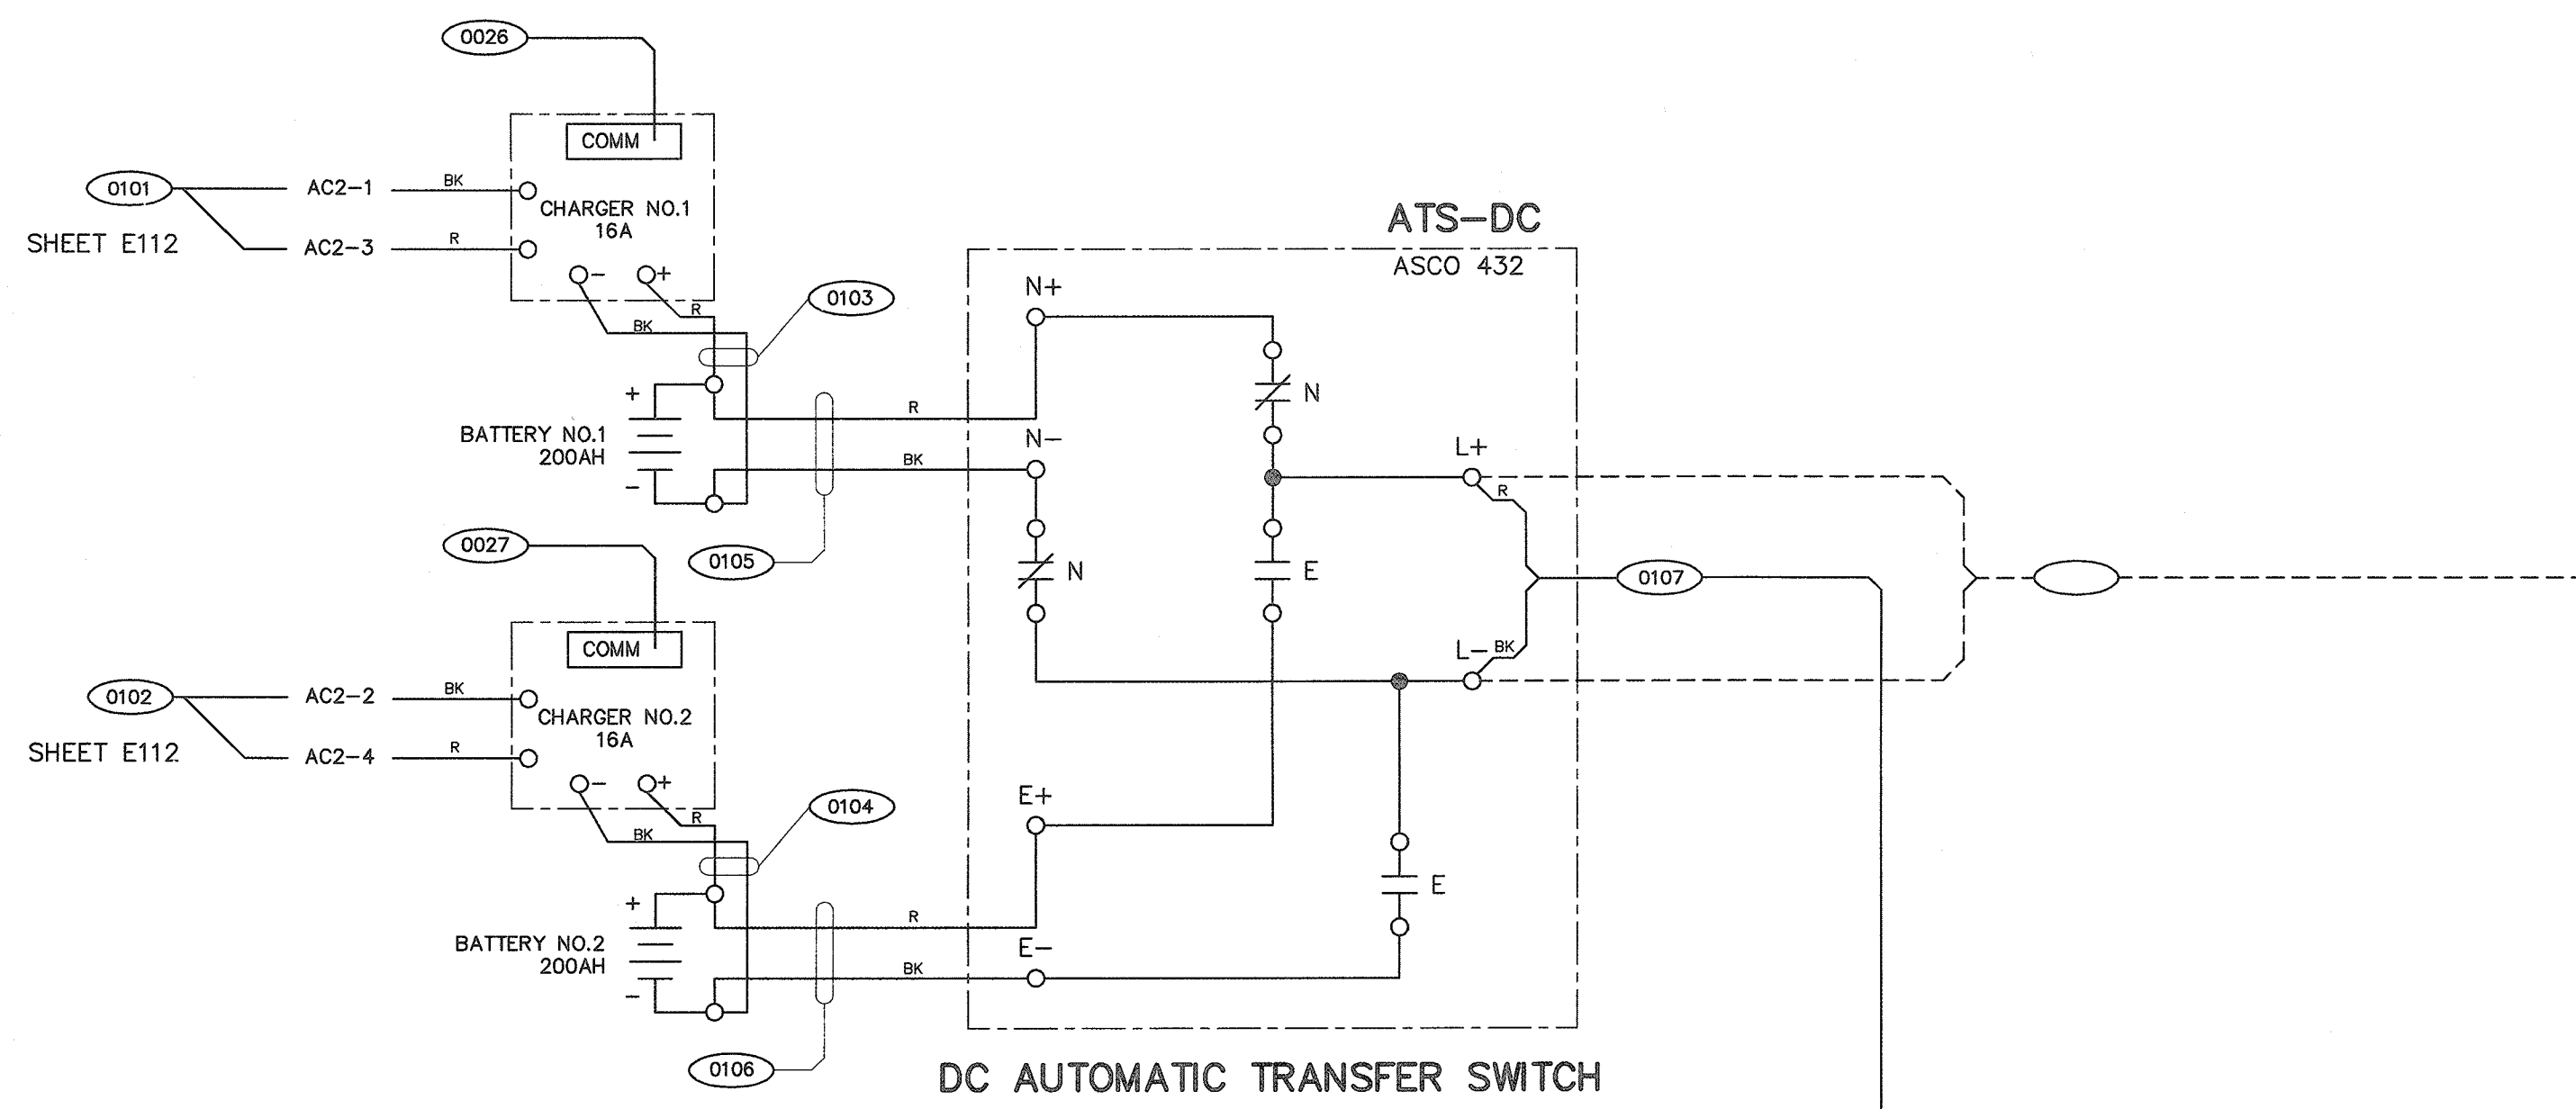 0026
COMM
0101
AC2-1
BK
CHARGER NO.1
16A
SHEET E112
AC2-3
R
-
+
R
BK
0103
ATS-DC
ASCO 432
N+
N
+
BATTERY NO.1
200AH
-
R
N-
BK
0105
N
E
L+
R
0107
L-
BK
0027
COMM
0102
AC2-2
BK
CHARGER NO.2
16A
SHEET E112
AC2-4
R
-
+
R
BK
0104
E+
E
+
BATTERY NO.2
200AH
-
R
E-
BK
0106
DC AUTOMATIC TRANSFER SWITCH